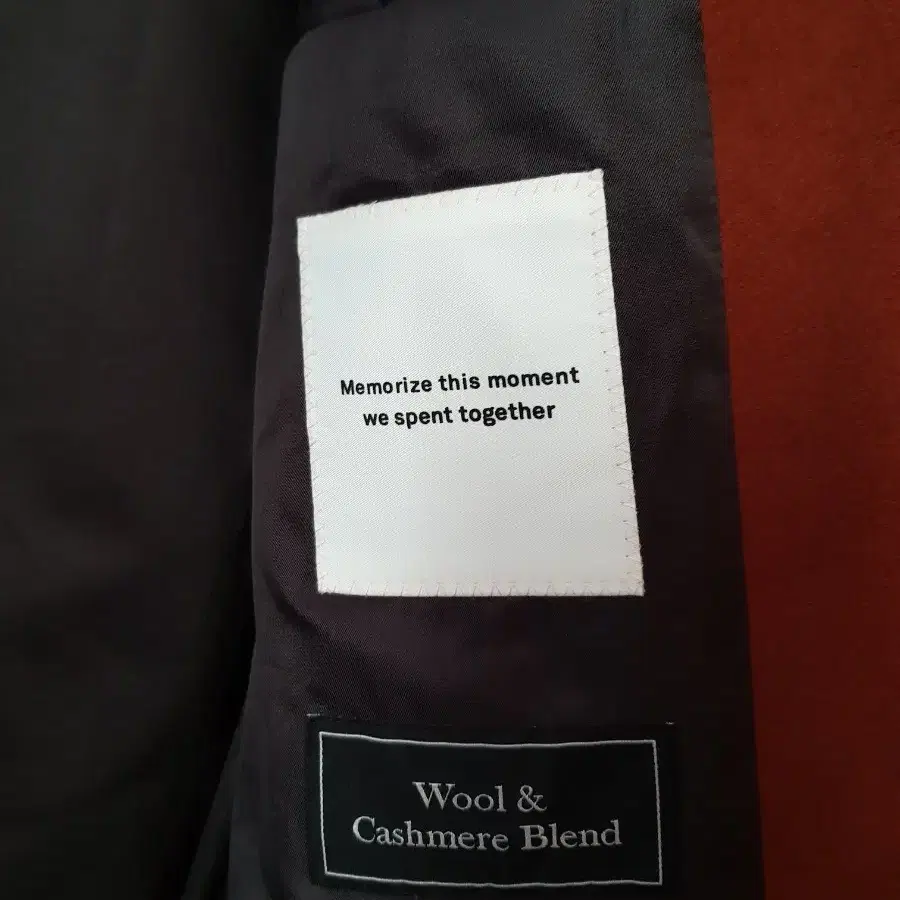 Memorize this moment
we spent together
Wool &
Cashmere Blend